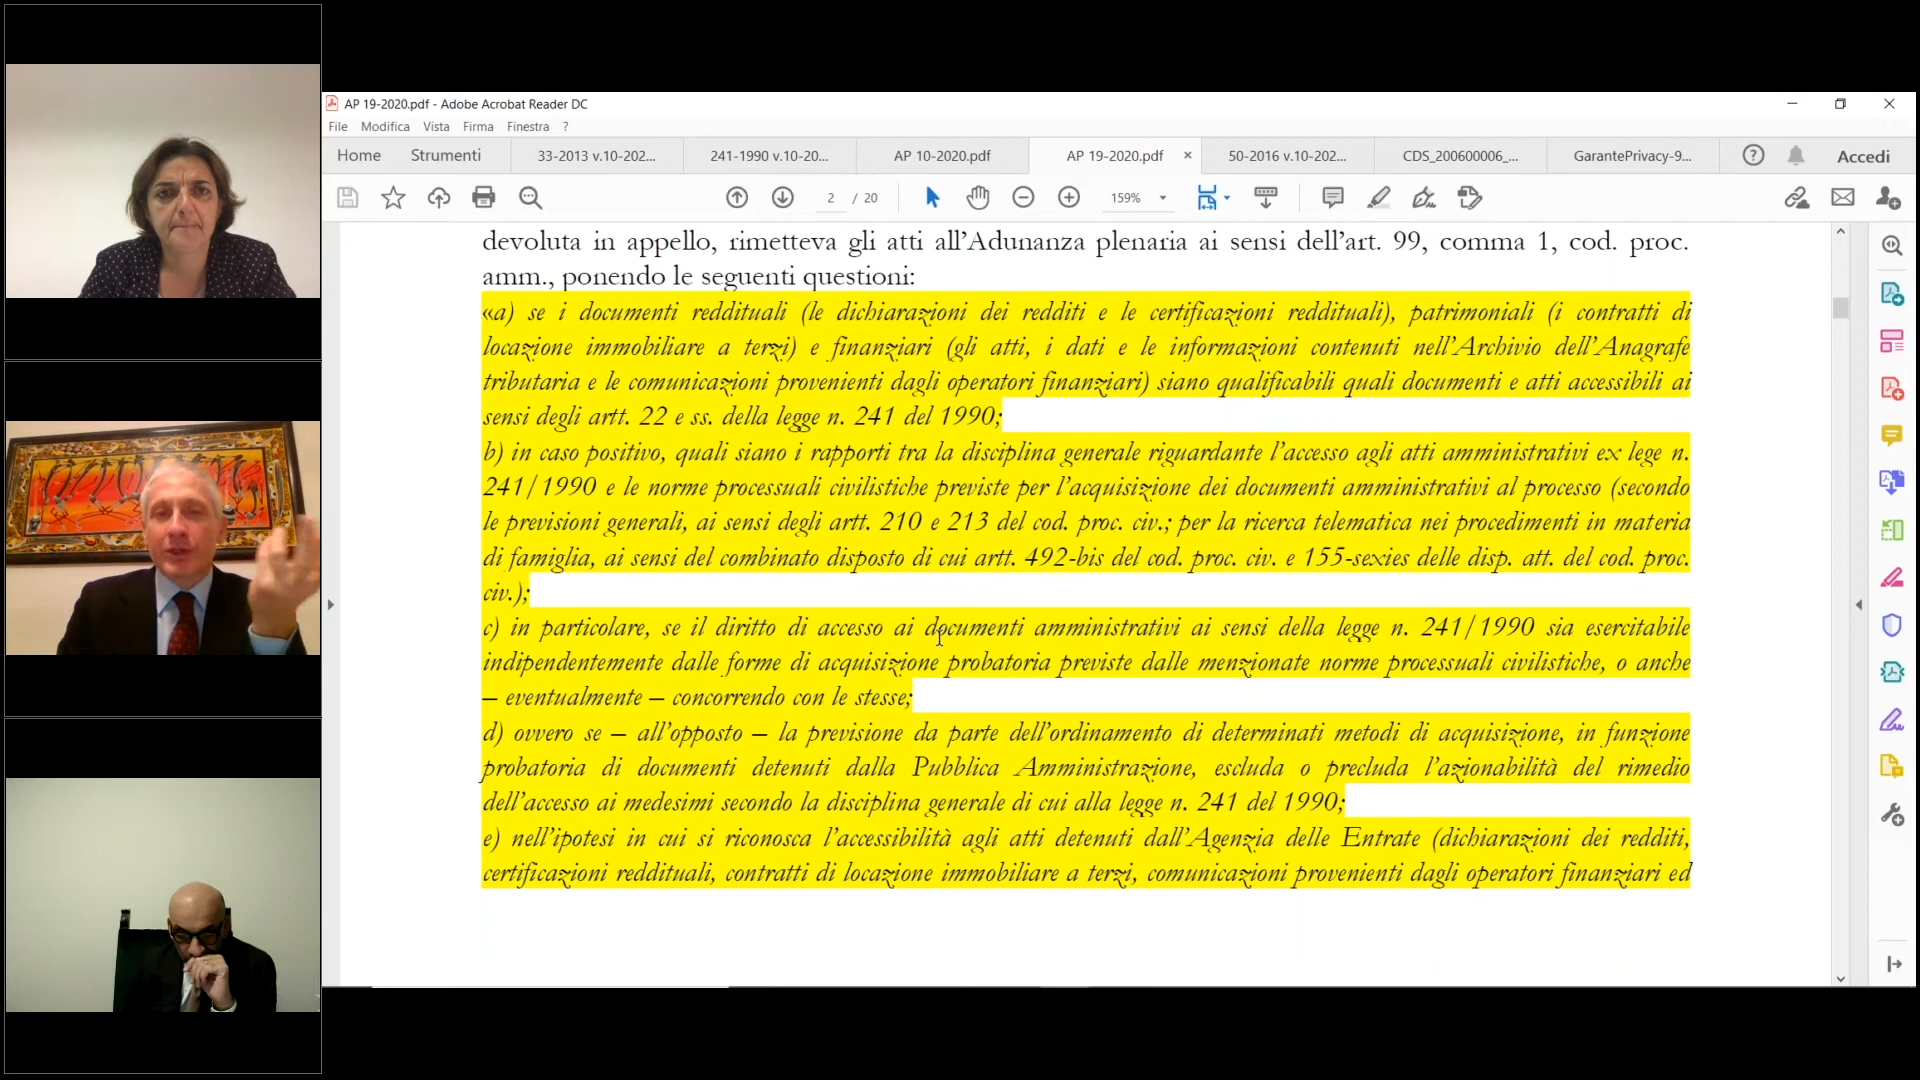 AP 19-2020.pdf - Adobe Acrobat Reader DC
File Modifica Vista Firma Finestra ?
Home Strumenti 33-2013 v.10-202... 241-1990 v.10-20... AP 10-2020.pdf AP 19-2020.pdf × 50-2016 v.10-202... CDS_200600006_... GarantePrivacy-9... Accedi
2 / 20 159%
devoluta in appello, rimetteva gli atti all’Adunanza plenaria ai sensi dell’art. 99, comma 1, cod. proc.
amm., ponendo le seguenti questioni:
«a) se i documenti reddituali (le dichiarazioni dei redditi e le certificazioni reddituali), patrimoniali (i contratti di
locazione immobiliare a terzi) e finanziari (gli atti, i dati e le informazioni contenuti nell’Archivio dell’Anagrafe
tributaria e le comunicazioni provenienti dagli operatori finanziari) siano qualificabili quali documenti e atti accessibili ai
sensi degli artt. 22 e ss. della legge n. 241 del 1990;
b) in caso positivo, quali siano i rapporti tra la disciplina generale riguardante l’accesso agli atti amministrativi ex lege n.
241/1990 e le norme processuali civilistiche previste per l’acquisizione dei documenti amministrativi al processo (secondo
le previsioni generali, ai sensi degli artt. 210 e 213 del cod. proc. civ.; per la ricerca telematica nei procedimenti in materia
di famiglia, ai sensi del combinato disposto di cui artt. 492-bis del cod. proc. civ. e 155-sexies delle disp. att. del cod. proc.
civ.);
c) in particolare, se il diritto di accesso ai documenti amministrativi ai sensi della legge n. 241/1990 sia esercitabile
indipendentemente dalle forme di acquisizione probatoria previste dalle menzionate norme processuali civilistiche, o anche
– eventualmente – concorrendo con le stesse;
d) ovvero se – all’opposto – la previsione da parte dell’ordinamento di determinati metodi di acquisizione, in funzione
probatoria di documenti detenuti dalla Pubblica Amministrazione, escluda o precluda l’azionabilità del rimedio
dell’accesso ai medesimi secondo la disciplina generale di cui alla legge n. 241 del 1990;
e) nell’ipotesi in cui si riconosca l’accessibilità agli atti detenuti dall’Agenzia delle Entrate (dichiarazioni dei redditi,
certificazioni reddituali, contratti di locazione immobiliare a terzi, comunicazioni provenienti dagli operatori finanziari ed